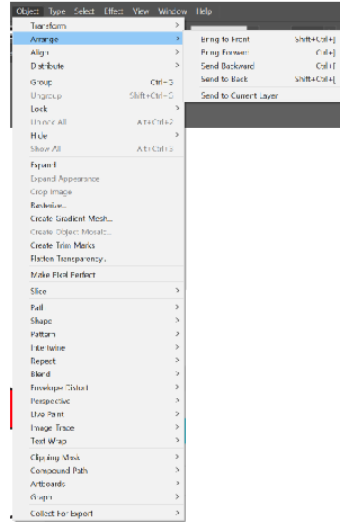 Object Type Select Effect View Window Help
Transform
Arrange
Align
Distribute
Group Ctrl+G
Ungroup Shift+Ctrl+G
Lock
Unlock All Alt+Ctrl+2
Hide
Show All Alt+Ctrl+3
Expand
Expand Appearance
Crop Image
Rasterize...
Create Gradient Mesh...
Create Object Mosaic...
Create Trim Marks
Flatten Transparency...
Make Pixel Perfect
Slice
Path
Shape
Pattern
Intertwine
Repeat
Blend
Envelope Distort
Perspective
Live Paint
Image Trace
Text Wrap
Clipping Mask
Compound Path
Artboards
Graph
Collect For Export
Bring to Front Shift+Ctrl+]
Bring Forward Ctrl+]
Send Backward Ctrl+[
Send to Back Shift+Ctrl+[
Send to Current Layer